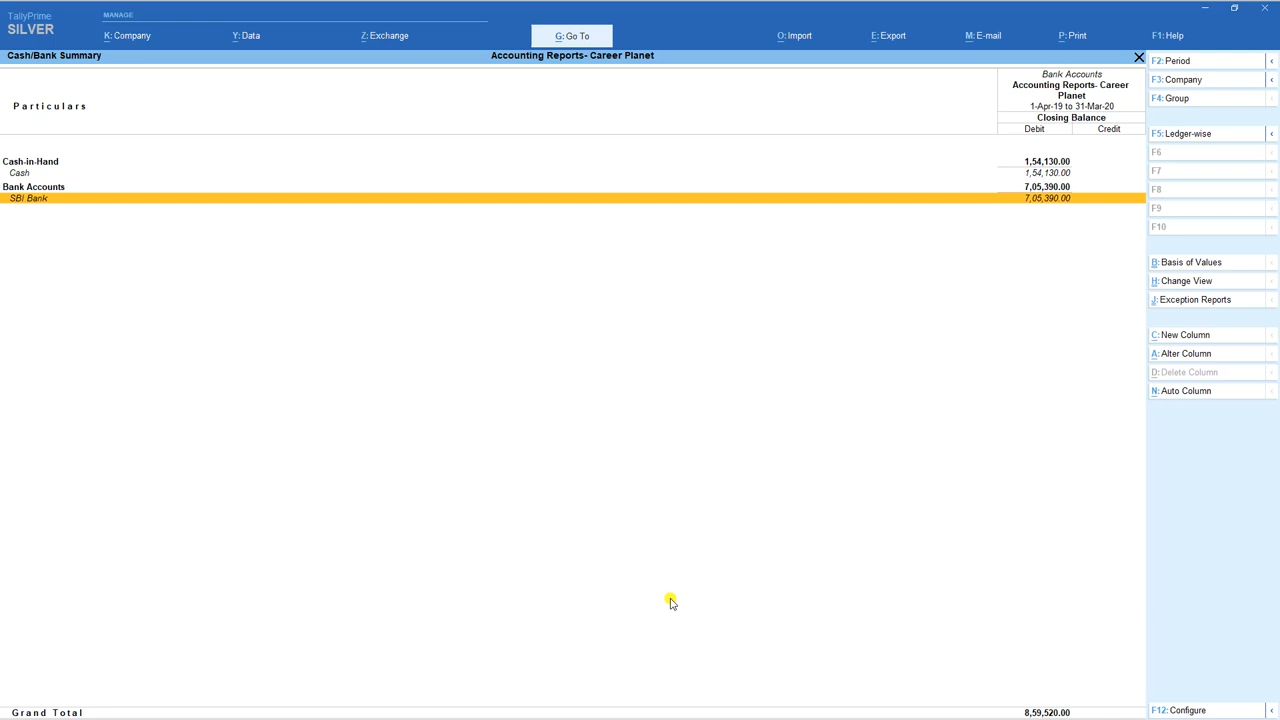 TallyPrime
MANAGE
SILVER
K: Company
Y: Data
Z: Exchange
G: Go To
O: Import
E: Export
M: E-mail
P: Print
F1: Help
Cash/Bank Summary
Accounting Reports- Career Planet
F2: Period
F3: Company
F4: Group
F5: Ledger-wise
F6
F7
F8
F9
F10
B: Basis of Values
H: Change View
J: Exception Reports
C: New Column
A: Alter Column
D: Delete Column
N: Auto Column
F12: Configure
Particulars
Bank Accounts
Accounting Reports- Career
Planet
1-Apr-19 to 31-Mar-20
Closing Balance
Debit Credit
Cash-in-Hand 1,54,130.00
Cash 1,54,130.00
Bank Accounts 7,05,390.00
SBI Bank 7,05,390.00
Grand Total 8,59,520.00